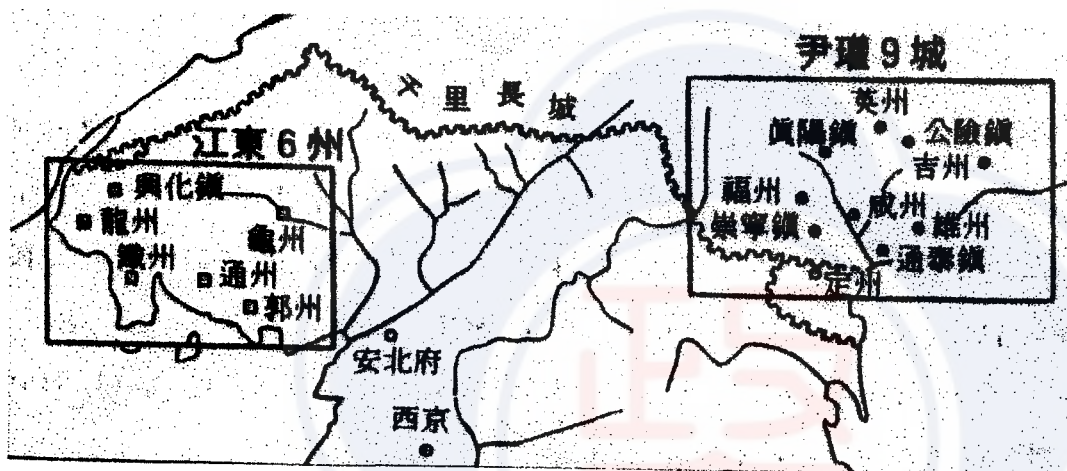 尹瓘9城
千里長城
英州
眞陽鎭
公嶮鎭
吉州
江東6州
興化鎭
龍州
龜州
鐵州
通州
郭州
福州
咸州
崇寧鎭
雄州
通泰鎭
定州
安北府
西京